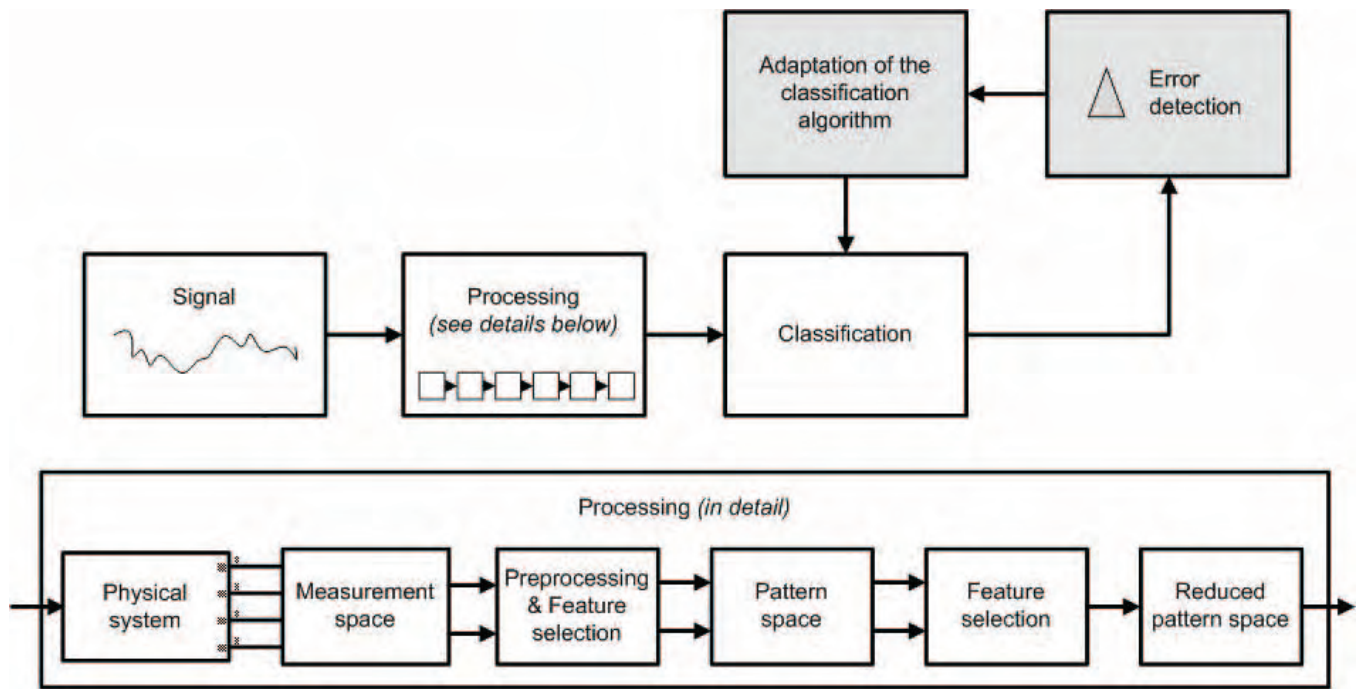 Adaptation of the
classification
algorithm
Error
detection
Signal
Processing
(see details below)
Classification
Processing (in detail)
Physical
system
Measurement
space
Preprocessing
& Feature
selection
Pattern
space
Feature
selection
Reduced
pattern space